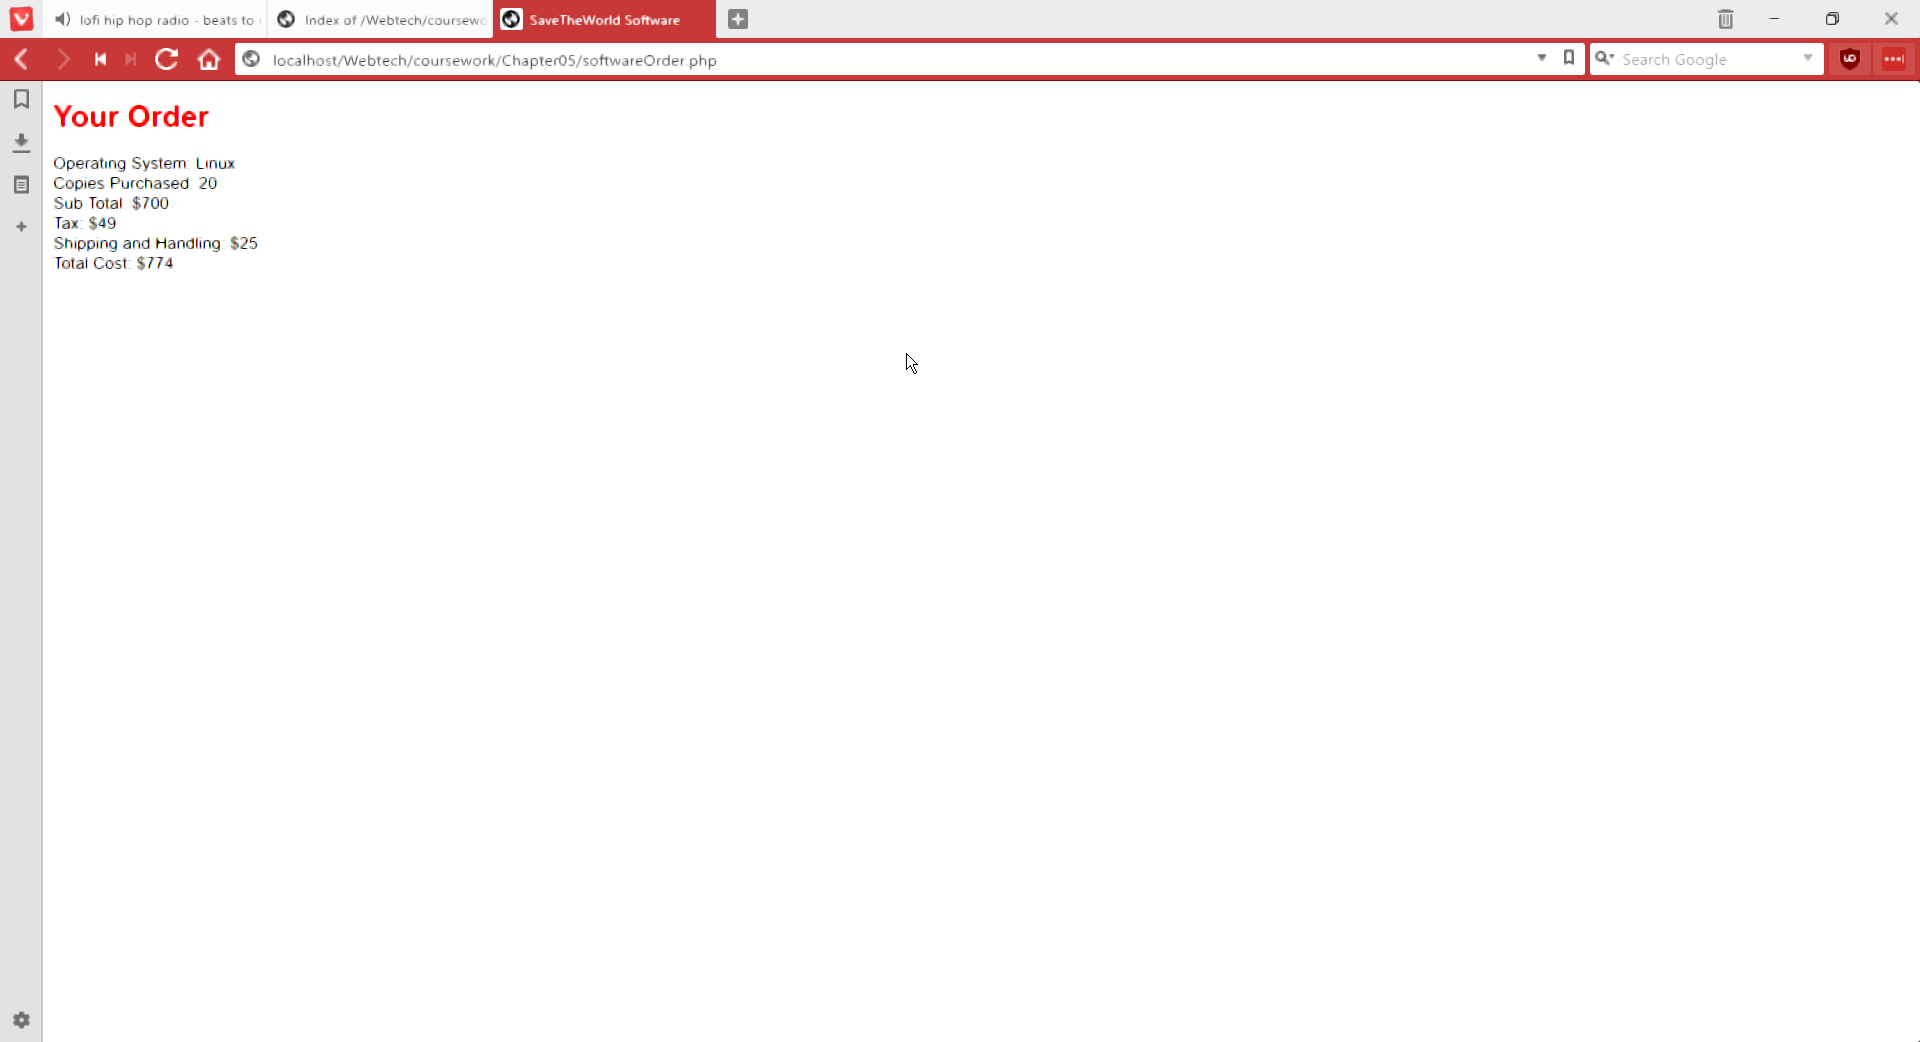 lofi hip hop radio - beats to
Index of /Webtech/coursewo
SaveTheWorld Software
localhost/Webtech/coursework/Chapter05/softwareOrder.php
Search Google
Your Order
Operating System: Linux
Copies Purchased: 20
Sub Total: $700
Tax: $49
Shipping and Handling: $25
Total Cost: $774